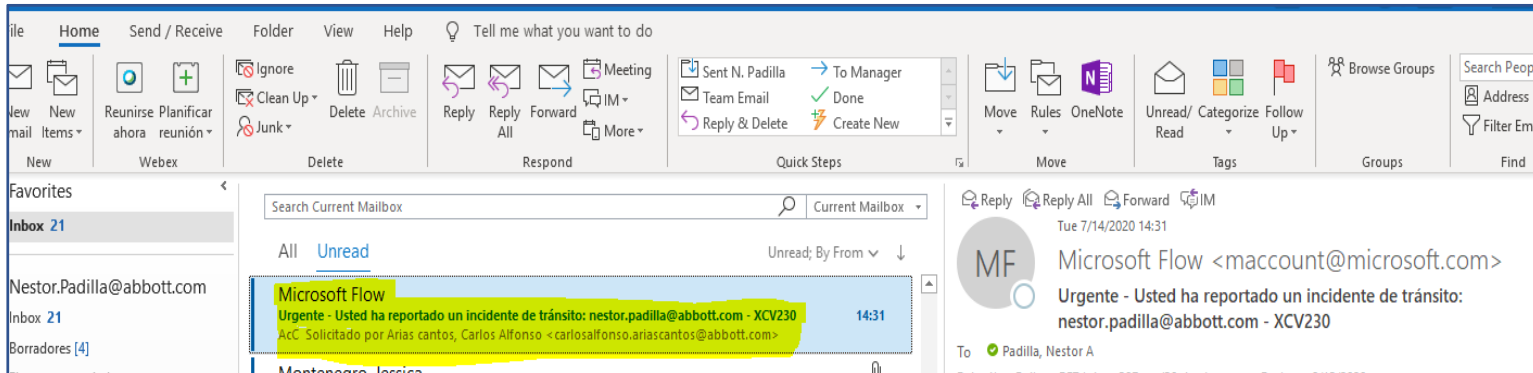 ile Home Send / Receive Folder View Help Tell me what you want to do
New mail
New Items
Reunirse ahora
Planificar reunión
Ignore
Clean Up
Junk
Delete
Archive
Reply
Reply All
Forward
Meeting
IM
More
Sent N. Padilla
Team Email
Reply & Delete
To Manager
Done
Create New
Move
Rules
OneNote
Unread/ Read
Categorize
Follow Up
Browse Groups
Search Peop
Address
Filter Em
New Webex Delete Respond Quick Steps Move Tags Groups Find
Favorites
Inbox 21
Nestor.Padilla@abbott.com
Inbox 21
Borradores [4]
Search Current Mailbox Current Mailbox
All Unread Unread; By From
Microsoft Flow
Urgente - Usted ha reportado un incidente de tránsito: nestor.padilla@abbott.com - XCV230 14:31
AcC Solicitado por Arias cantos, Carlos Alfonso <carlosalfonso.ariascantos@abbott.com>
Reply Reply All Forward IM
Tue 7/14/2020 14:31
MF
Microsoft Flow <maccount@microsoft.com>
Urgente - Usted ha reportado un incidente de tránsito:
nestor.padilla@abbott.com - XCV230
To Padilla, Nestor A